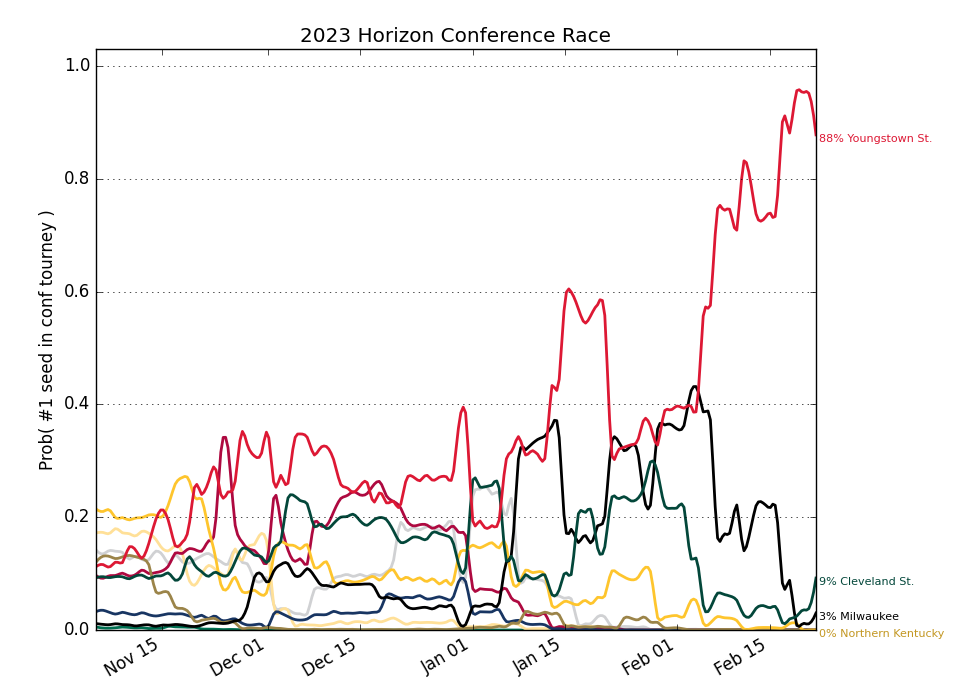 2023 Horizon Conference Race
Prob( #1 seed in conf tourney )
1.0
0.8
0.6
0.4
0.2
0.0
88% Youngstown St.
9% Cleveland St.
3% Milwaukee
0% Northern Kentucky
Nov 15
Dec 01
Dec 15
Jan 01
Jan 15
Feb 01
Feb 15